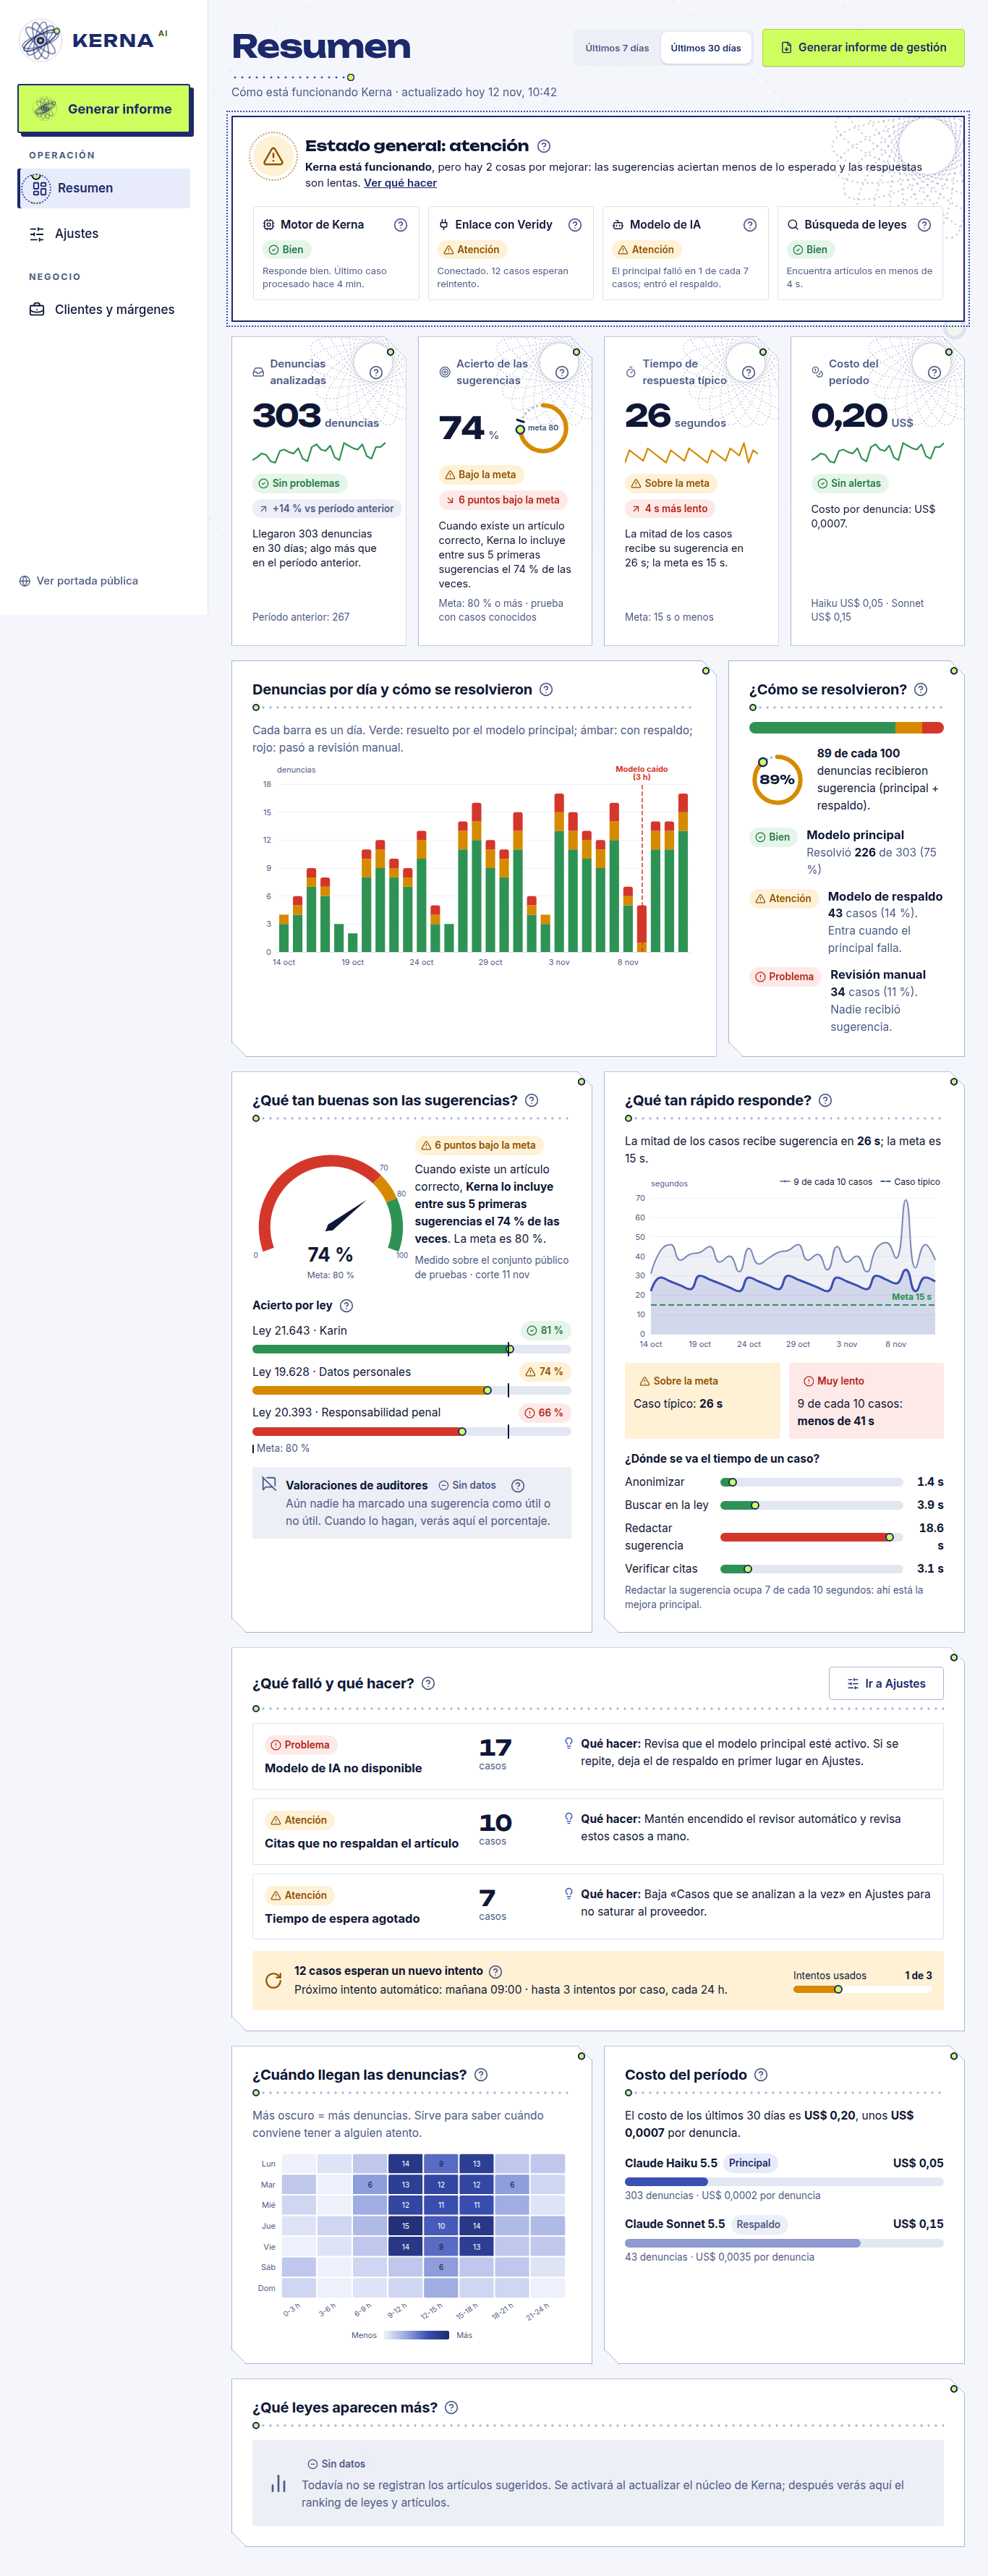 KERNA AI
Generar informe
OPERACIÓN
Resumen
Ajustes
NEGOCIO
Clientes y márgenes
Ver portada pública
Resumen
Últimos 7 días
Últimos 30 días
Generar informe de gestión
Cómo está funcionando Kerna · actualizado hoy 12 nov, 10:42
Estado general: atención
Kerna está funcionando, pero hay 2 cosas por mejorar: las sugerencias aciertan menos de lo esperado y las respuestas
son lentas. Ver qué hacer
Motor de Kerna
Bien
Responde bien. Último caso
procesado hace 4 min.
Enlace con Veridy
Atención
Conectado. 12 casos esperan
reintento.
Modelo de IA
Atención
El principal falló en 1 de cada 7
casos; entró el respaldo.
Búsqueda de leyes
Bien
Encuentra artículos en menos de
4 s.
Denuncias
analizadas
303 denuncias
Sin problemas
+14 % vs período anterior
Llegaron 303 denuncias
en 30 días; algo más que
en el período anterior.
Período anterior: 267
Acierto de las
sugerencias
74 %
meta 80
Bajo la meta
6 puntos bajo la meta
Cuando existe un artículo
correcto, Kerna lo incluye
entre sus 5 primeras
sugerencias el 74 % de las
veces.
Meta: 80 % o más · prueba
con casos conocidos
Tiempo de
respuesta típico
26 segundos
Sobre la meta
4 s más lento
La mitad de los casos
recibe su sugerencia en
26 s; la meta es 15 s.
Meta: 15 s o menos
Costo del
período
0,20 US$
Sin alertas
Costo por denuncia: US$
0,0007.
Haiku US$ 0,05 · Sonnet
US$ 0,15
Denuncias por día y cómo se resolvieron
Cada barra es un día. Verde: resuelto por el modelo principal; ámbar: con respaldo;
rojo: pasó a revisión manual.
denuncias
Modelo caído
(3 h)
18
15
12
9
6
3
0
14 oct
19 oct
24 oct
29 oct
3 nov
8 nov
¿Cómo se resolvieron?
89%
89 de cada 100
denuncias recibieron
sugerencia (principal +
respaldo).
Bien
Modelo principal
Resolvió 226 de 303 (75
%)
Atención
Modelo de respaldo
43 casos (14 %).
Entra cuando el
principal falla.
Problema
Revisión manual
34 casos (11 %).
Nadie recibió
sugerencia.
¿Qué tan buenas son las sugerencias?
0
70
80
100
74 %
Meta: 80 %
6 puntos bajo la meta
Cuando existe un artículo
correcto, Kerna lo incluye
entre sus 5 primeras
sugerencias el 74 % de las
veces. La meta es 80 %.
Medido sobre el conjunto público
de pruebas · corte 11 nov
Acierto por ley
Ley 21.643 · Karin
81 %
Ley 19.628 · Datos personales
74 %
Ley 20.393 · Responsabilidad penal
66 %
Meta: 80 %
Valoraciones de auditores
Sin datos
Aún nadie ha marcado una sugerencia como útil o
no útil. Cuando lo hagan, verás aquí el porcentaje.
¿Qué tan rápido responde?
La mitad de los casos recibe sugerencia en 26 s; la meta es
15 s.
segundos
9 de cada 10 casos
Caso típico
70
60
50
40
30
20
10
0
Meta 15 s
14 oct
19 oct
24 oct
29 oct
3 nov
8 nov
Sobre la meta
Caso típico: 26 s
Muy lento
9 de cada 10 casos:
menos de 41 s
¿Dónde se va el tiempo de un caso?
Anonimizar
1.4 s
Buscar en la ley
3.9 s
Redactar
sugerencia
18.6
s
Verificar citas
3.1 s
Redactar la sugerencia ocupa 7 de cada 10 segundos: ahí está la
mejora principal.
¿Qué falló y qué hacer?
Ir a Ajustes
Problema
Modelo de IA no disponible
17
casos
Qué hacer: Revisa que el modelo principal esté activo. Si se
repite, deja el de respaldo en primer lugar en Ajustes.
Atención
Citas que no respaldan el artículo
10
casos
Qué hacer: Mantén encendido el revisor automático y revisa
estos casos a mano.
Atención
Tiempo de espera agotado
7
casos
Qué hacer: Baja «Casos que se analizan a la vez» en Ajustes para
no saturar al proveedor.
12 casos esperan un nuevo intento
Próximo intento automático: mañana 09:00 · hasta 3 intentos por caso, cada 24 h.
Intentos usados
1 de 3
¿Cuándo llegan las denuncias?
Más oscuro = más denuncias. Sirve para saber cuándo
conviene tener a alguien atento.
Lun 14 9 13
Mar 6 13 12 12 6
Mié 12 11 11
Jue 15 10 14
Vie 14 9 13
Sáb 6
Dom
0-3 h
3-6 h
6-9 h
9-12 h
12-15 h
15-18 h
18-21 h
21-24 h
Menos
Más
Costo del período
El costo de los últimos 30 días es US$ 0,20, unos US$
0,0007 por denuncia.
Claude Haiku 5.5
Principal
US$ 0,05
303 denuncias · US$ 0,0002 por denuncia
Claude Sonnet 5.5
Respaldo
US$ 0,15
43 denuncias · US$ 0,0035 por denuncia
¿Qué leyes aparecen más?
Sin datos
Todavía no se registran los artículos sugeridos. Se activará al actualizar el núcleo de Kerna; después verás aquí el
ranking de leyes y artículos.